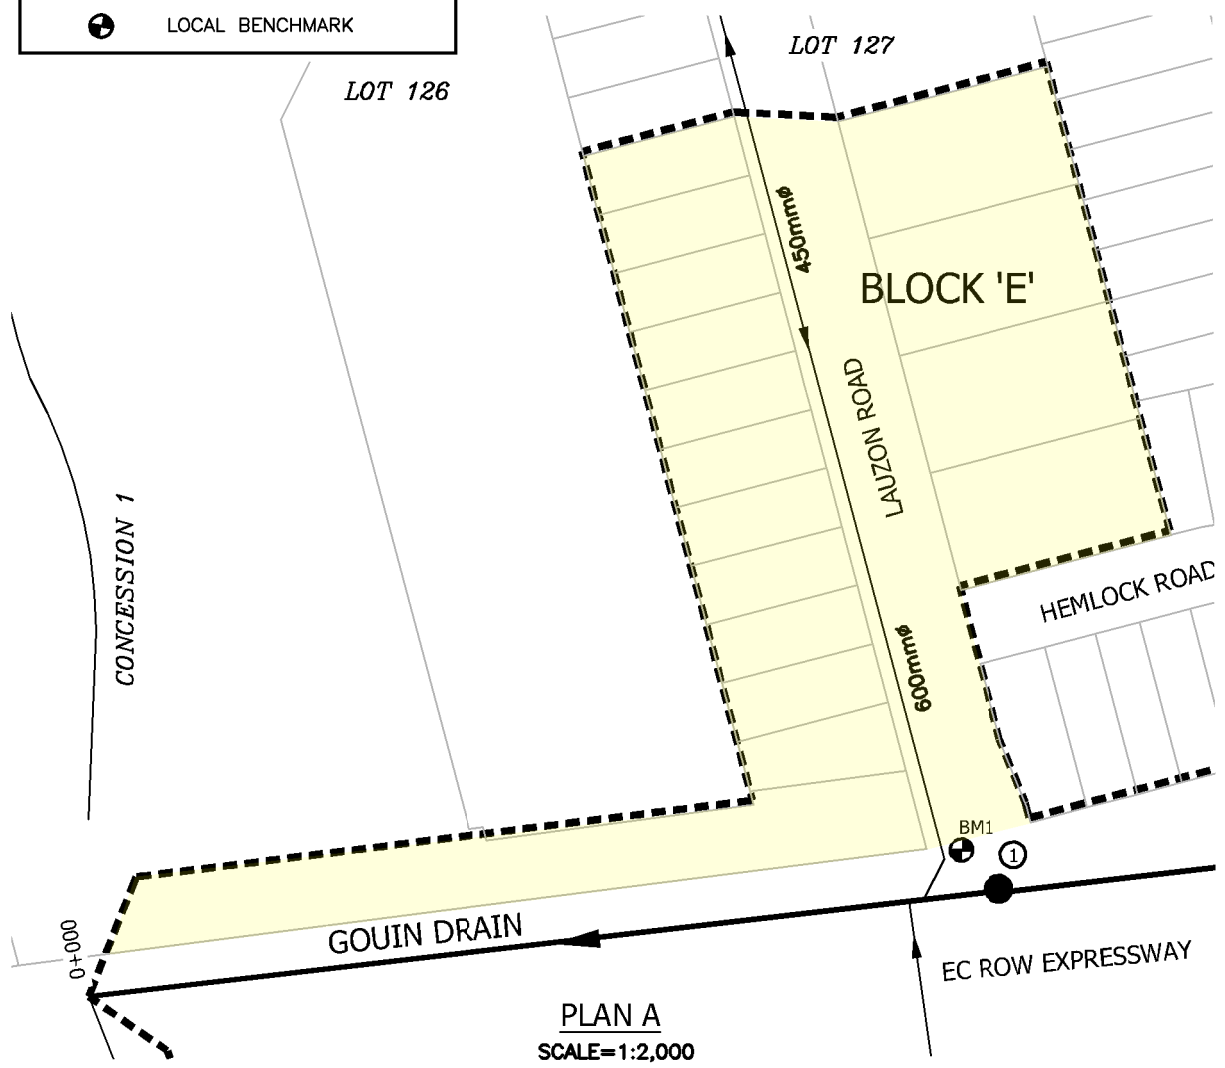 LOCAL BENCHMARK
LOT 127
LOT 126
450mmø
BLOCK 'E'
LAUZON ROAD
CONCESSION 1
HEMLOCK ROAD
600mmø
BM1
1
0+000
GOUIN DRAIN
EC ROW EXPRESSWAY
PLAN A
SCALE=1:2,000